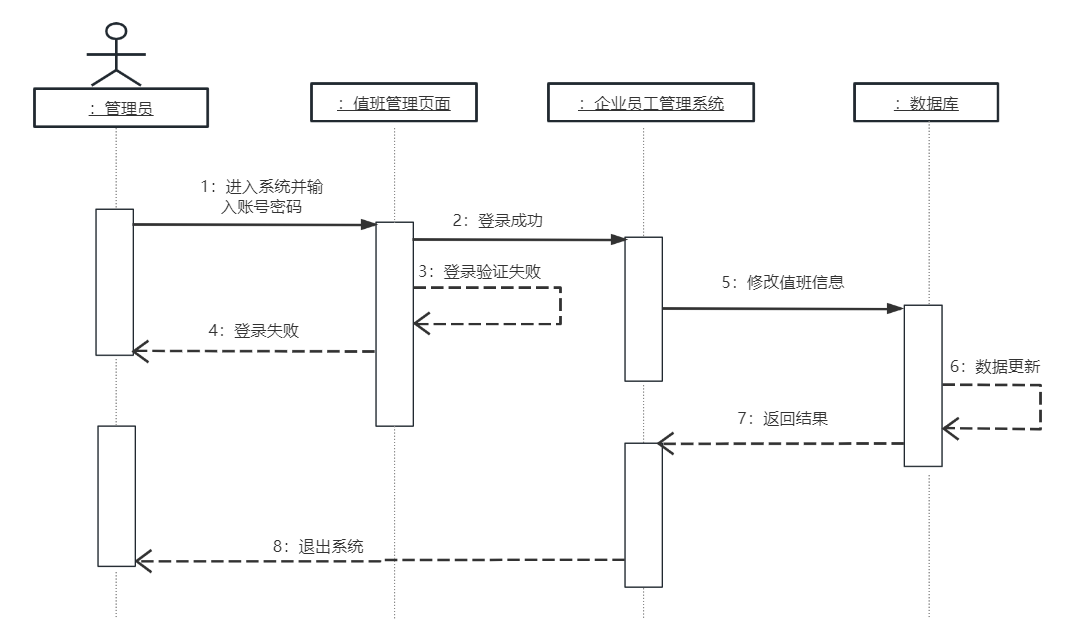 ：管理员
：值班管理页面
：企业员工管理系统
：数据库
1：进入系统并输
入账号密码
2：登录成功
3：登录验证失败
5：修改值班信息
4：登录失败
6：数据更新
7：返回结果
8：退出系统